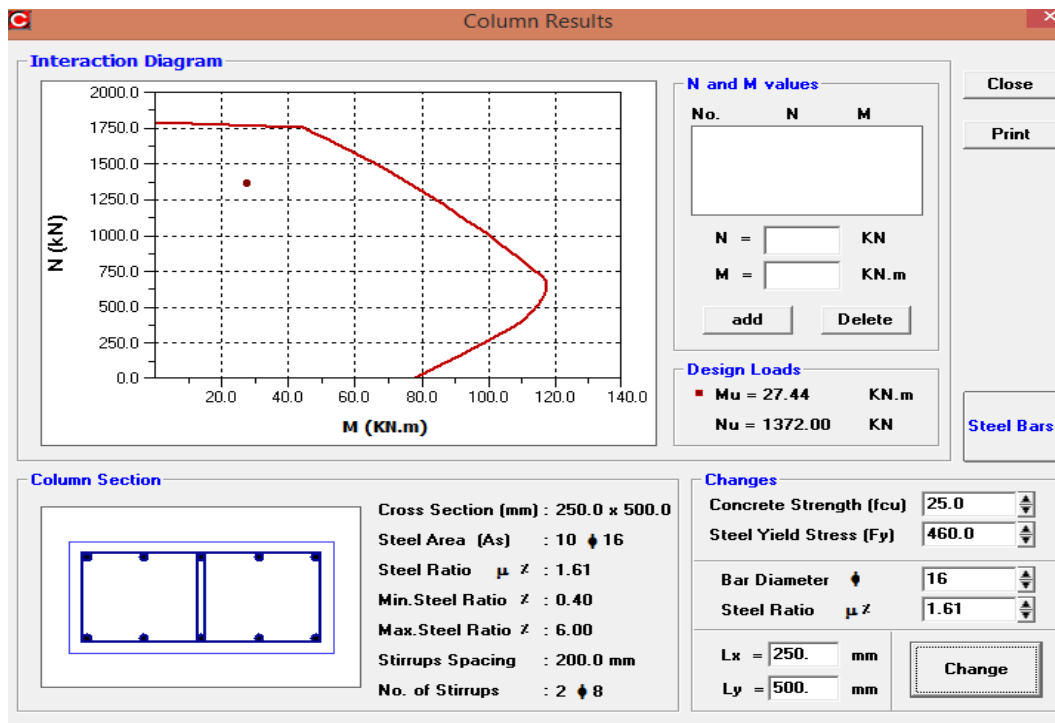 C
Column Results
×
Interaction Diagram
2000.0
1750.0
1500.0
1250.0
1000.0
750.0
500.0
250.0
0.0
N (kN)
20.0 40.0 60.0 80.0 100.0 120.0 140.0
M (KN.m)
N and M values
No. N M
N = KN
M = KN.m
add Delete
Design Loads
Mu = 27.44 KN.m
Nu = 1372.00 KN
Close
Print
Steel Bars
Column Section
Cross Section (mm) : 250.0 x 500.0
Steel Area (As) : 10 ϕ 16
Steel Ratio μ % : 1.61
Min.Steel Ratio % : 0.40
Max.Steel Ratio % : 6.00
Stirrups Spacing : 200.0 mm
No. of Stirrups : 2 ϕ 8
Changes
Concrete Strength (fcu) 25.0
Steel Yield Stress (Fy) 460.0
Bar Diameter ϕ 16
Steel Ratio μ % 1.61
Lx = 250. mm
Ly = 500. mm
Change